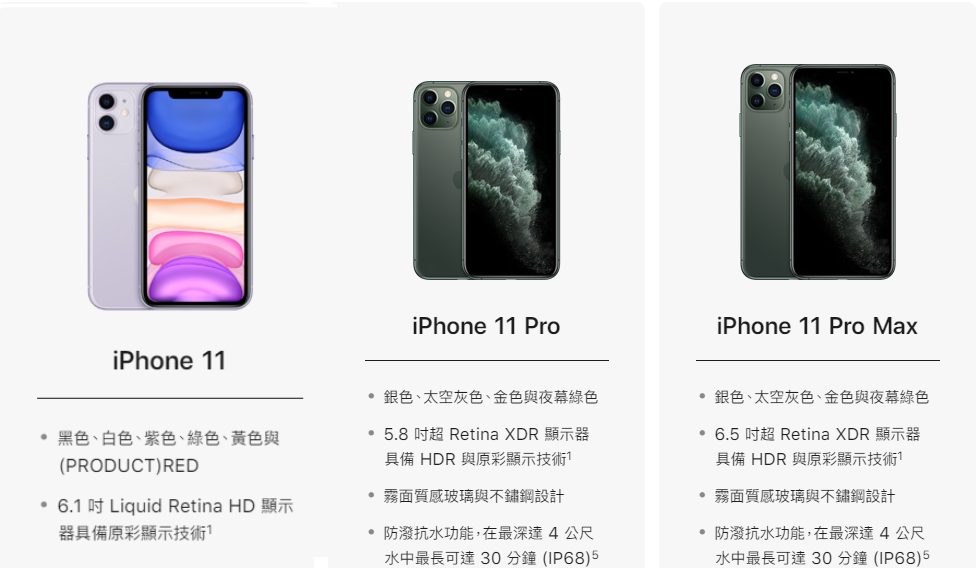 iPhone 11
• 黑色、白色、紫色、綠色、黃色與
(PRODUCT)RED
• 6.1 吋 Liquid Retina HD 顯示
器具備原彩顯示技術1
iPhone 11 Pro
• 銀色、太空灰色、金色與夜幕綠色
• 5.8 吋超 Retina XDR 顯示器
具備 HDR 與原彩顯示技術1
• 霧面質感玻璃與不鏽鋼設計
• 防潑抗水功能，在最深達 4 公尺
水中最長可達 30 分鐘 (IP68)5
iPhone 11 Pro Max
• 銀色、太空灰色、金色與夜幕綠色
• 6.5 吋超 Retina XDR 顯示器
具備 HDR 與原彩顯示技術1
• 霧面質感玻璃與不鏽鋼設計
• 防潑抗水功能，在最深達 4 公尺
水中最長可達 30 分鐘 (IP68)5